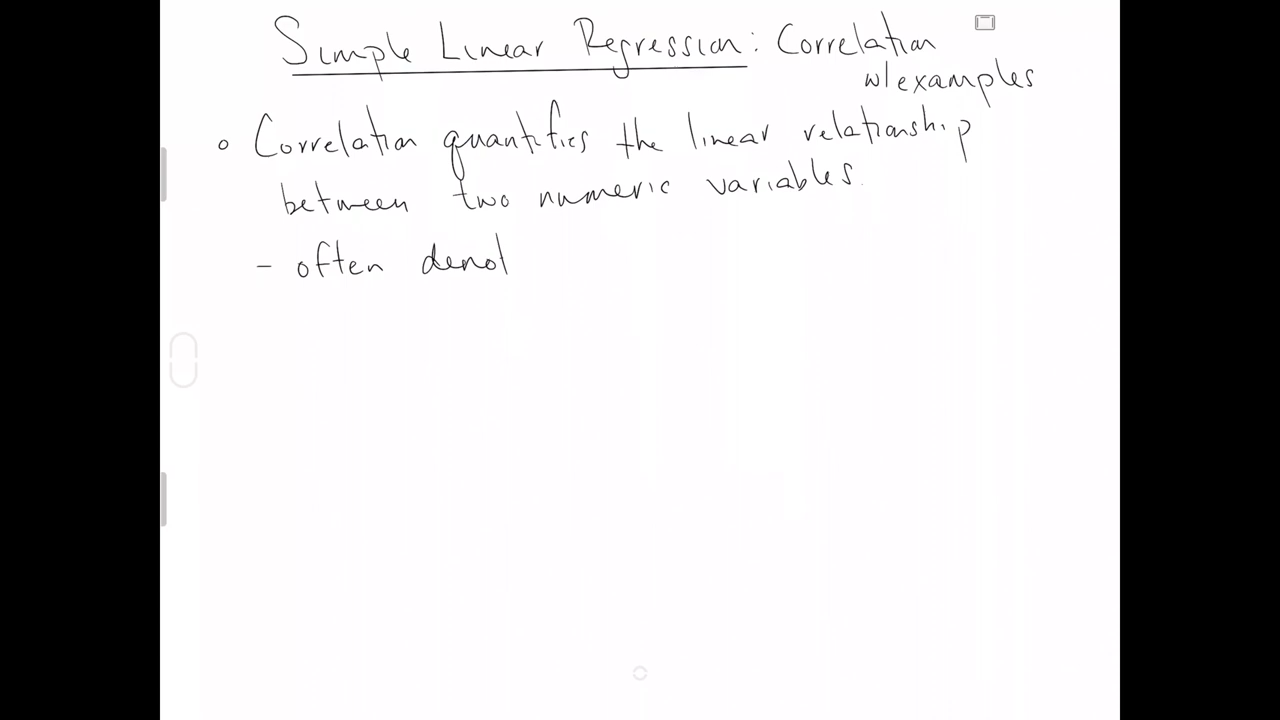 Simple Linear Regression: Correlation
w/examples
o Correlation quantifies the linear relationship
between two numeric variables.
- often denot